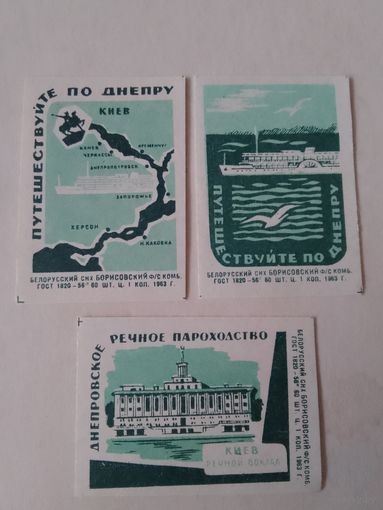 ПУТЕШЕСТВУЙТЕ ПО ДНЕПРУ
КИЕВ
КАНЕВ
ЧЕРКАССЫ
КРЕМЕНЧУГ
ДНЕПРОПЕТРОВСК
ЗАПОРОЖЬЕ
ХЕРСОН
Н. КАХОВКА
БЕЛОРУССКИЙ СНХ БОРИСОВСКИЙ Ф/С КОМБ.
ГОСТ 1820-56° 60 ШТ. Ц. 1 КОП. 1963 Г.
ПУТЕШЕСТВУЙТЕ ПО ДНЕПРУ
БЕЛОРУССКИЙ СНХ БОРИСОВСКИЙ Ф/С КОМБ.
ГОСТ 1820-56° 60 ШТ. Ц. 1 КОП. 1963 Г.
ДНЕПРОВСКОЕ РЕЧНОЕ ПАРОХОДСТВО
КИЕВ
РЕЧНОЙ ВОКЗАЛ
БЕЛОРУССКИЙ СНХ БОРИСОВСКИЙ Ф/С КОМБ.
ГОСТ 1820-56° 60 ШТ. Ц. 1 КОП. 1963 Г.